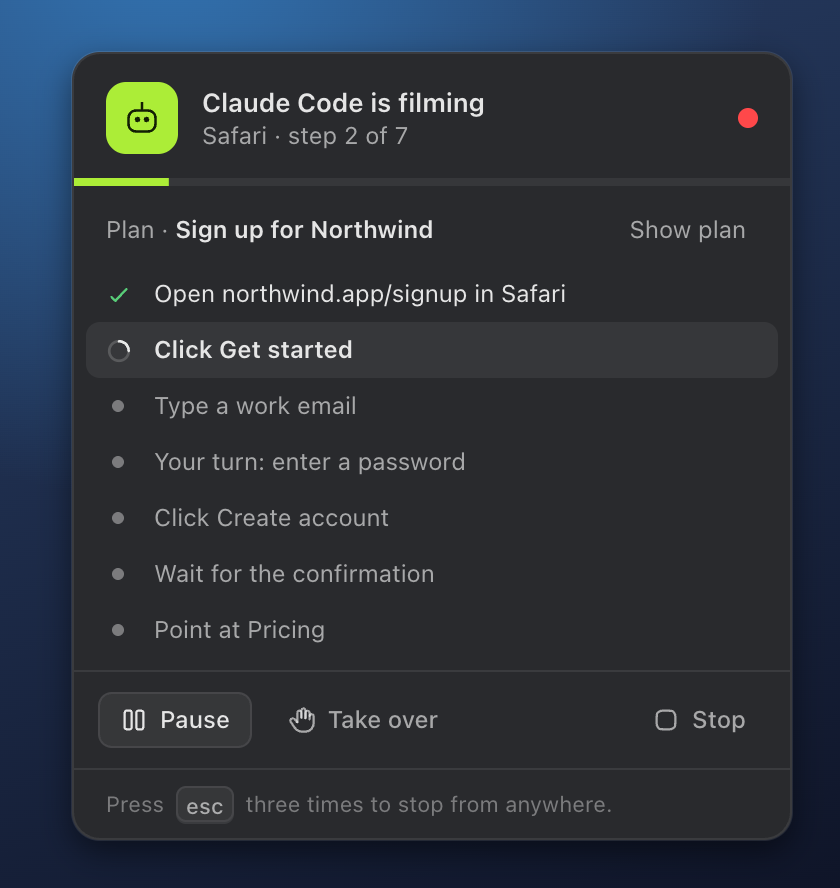 Claude Code is filming
Safari · step 2 of 7
Plan · Sign up for Northwind Show plan
Open northwind.app/signup in Safari
Click Get started
Type a work email
Your turn: enter a password
Click Create account
Wait for the confirmation
Point at Pricing
Pause Take over Stop
Press esc three times to stop from anywhere.